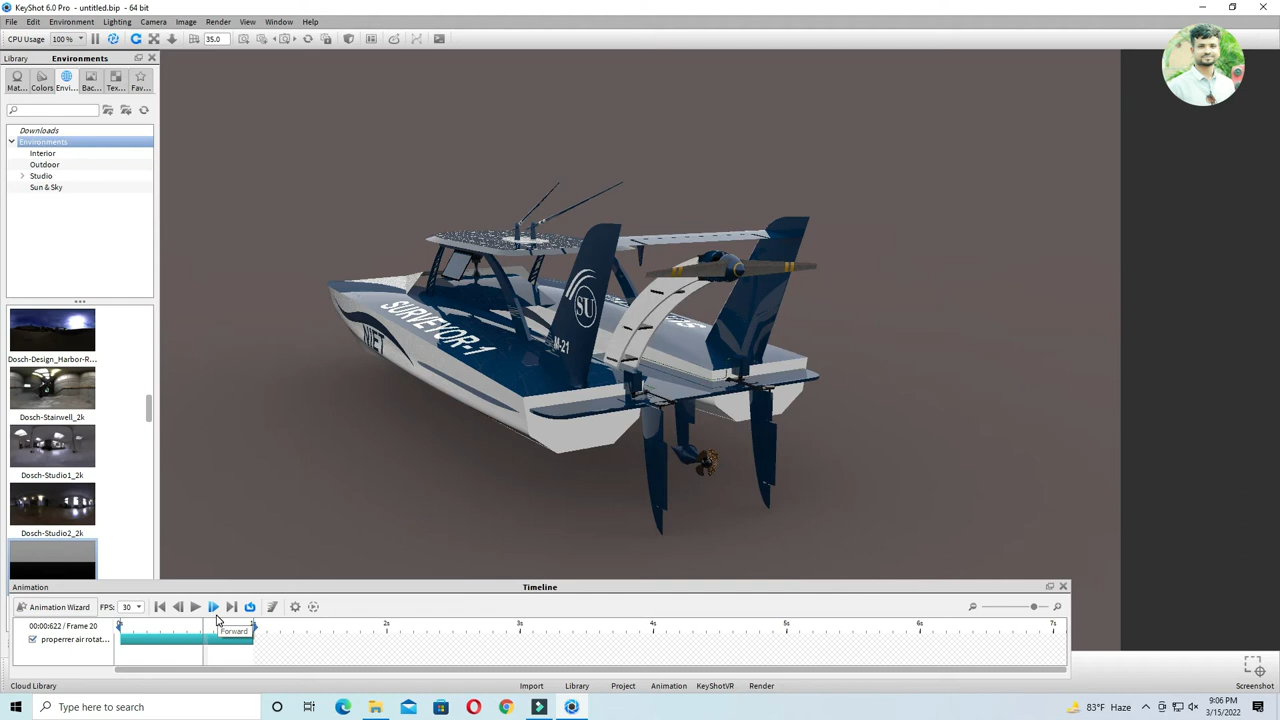 KeyShot 6.0 Pro - untitled.bip - 64 bit
File Edit Environment Lighting Camera Image Render View Window Help
CPU Usage 100 % 35.0
Library Environments
Mat... Colors Envi... Bac... Tex... Fav...
Downloads
Environments
Interior
Outdoor
Studio
Sun & Sky
Dosch-Design_Harbor-R...
Dosch-Stairwell_2k
Dosch-Studio1_2k
Dosch-Studio2_2k
SURVEYOR-1
NIET
SU
M-21
Animation Timeline
Animation Wizard FPS: 30
00:00:622 / Frame 20
2s 3s 4s 5s 6s 7s
properrer air rotat...
Forward
Cloud Library Import Library Project Animation KeyShotVR Render Screenshot
Type here to search
83°F Haze
9:06 PM
3/15/2022